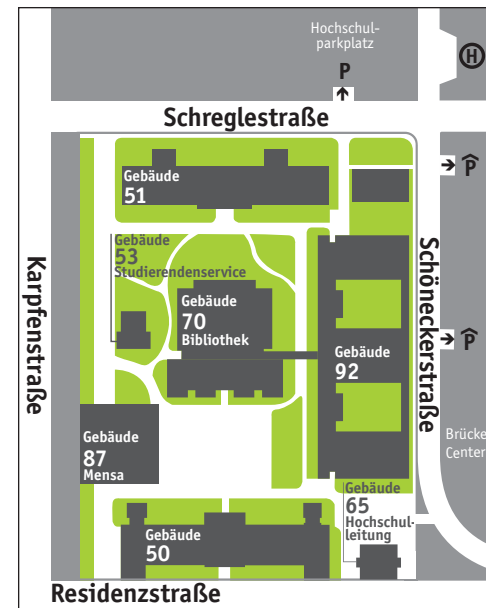 Hochschul-
parkplatz
P
H
Schreglestraße
Gebäude
51
P
Gebäude
53
Studierendenservice
Karpfenstraße
Schöneckerstraße
Gebäude
70
Bibliothek
P
Gebäude
92
Gebäude
87
Mensa
Brücken
Center
Gebäude
65
Hochschul-
leitung
Gebäude
50
Residenzstraße